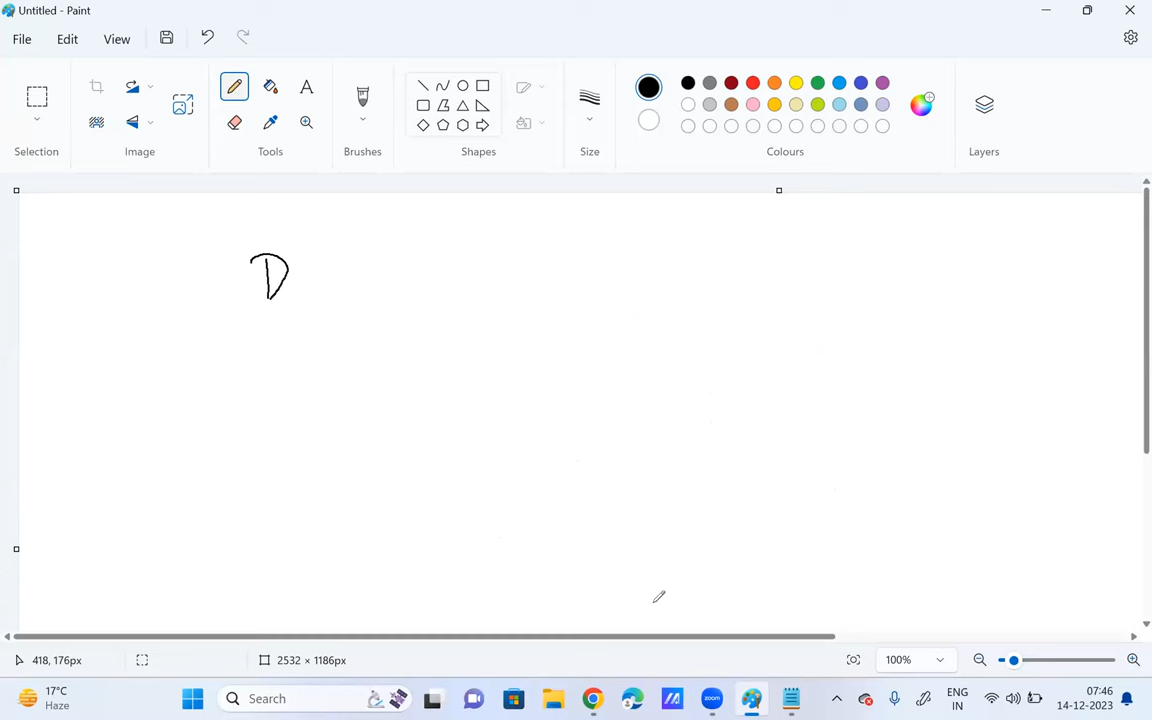 Untitled - Paint
File Edit View
Selection Image Tools Brushes Shapes Size Colours Layers
D
418, 176px 2532 × 1186px 100%
17°C
Haze
Search
zoom
ENG
IN
07:46
14-12-2023